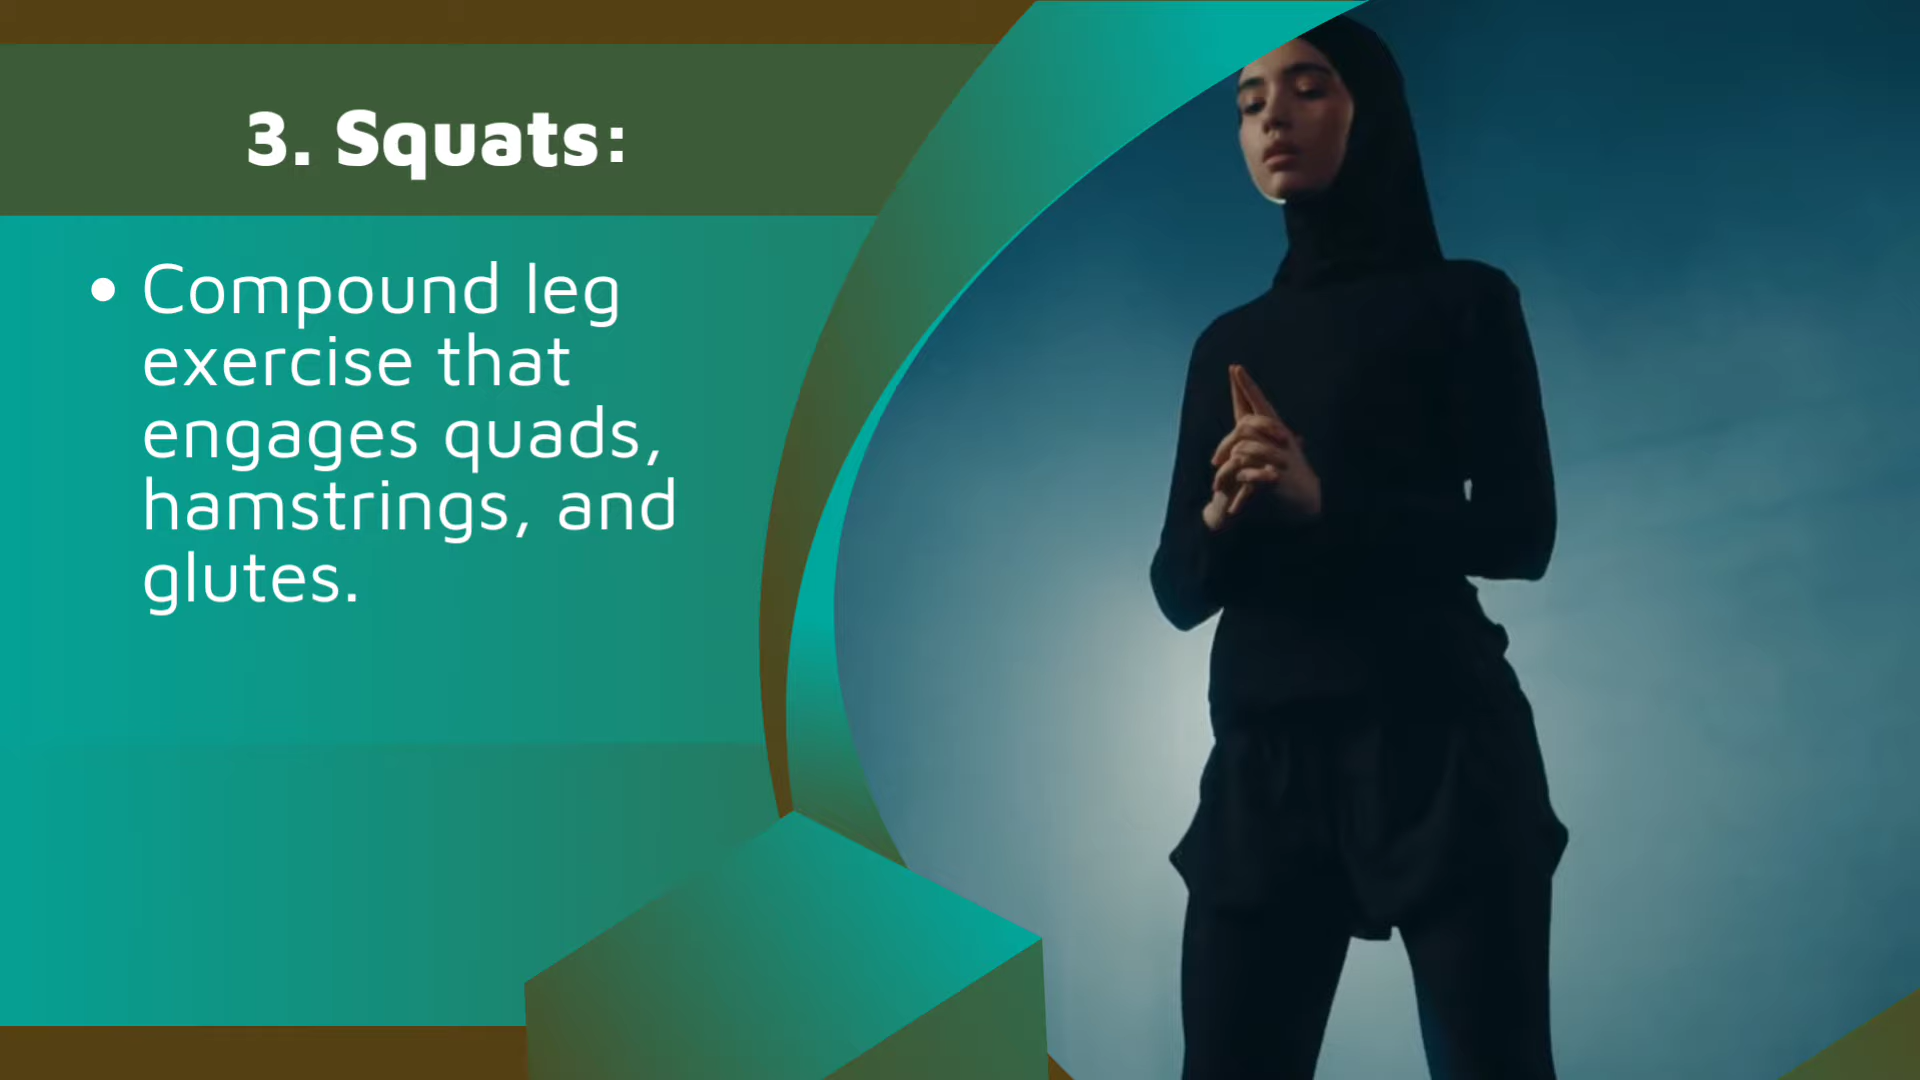 3. Squats:
• Compound leg
exercise that
engages quads,
hamstrings, and
glutes.